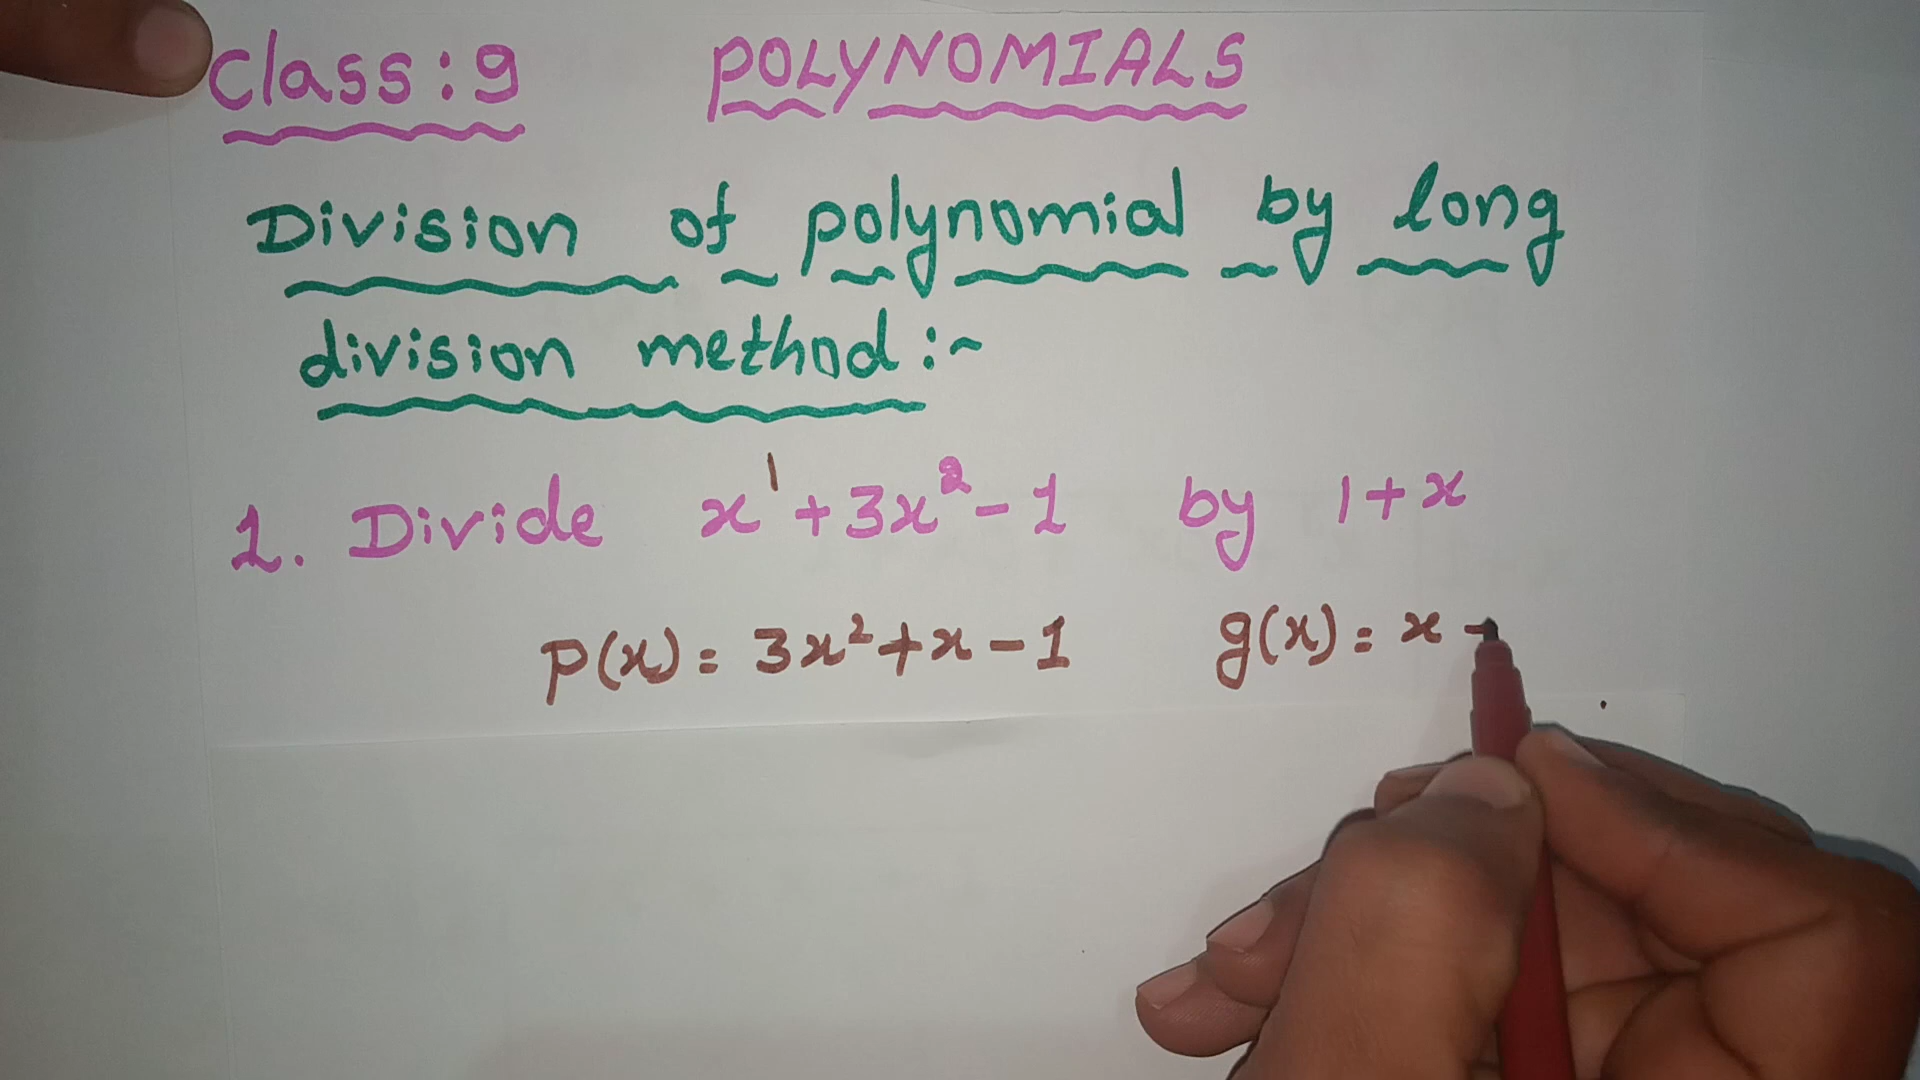 Class: 9 POLYNOMIALS
Division of polynomial by long
division method :-
1. Divide x¹ + 3x² - 1 by 1 + x
p(x) = 3x² + x - 1 g(x) = x -